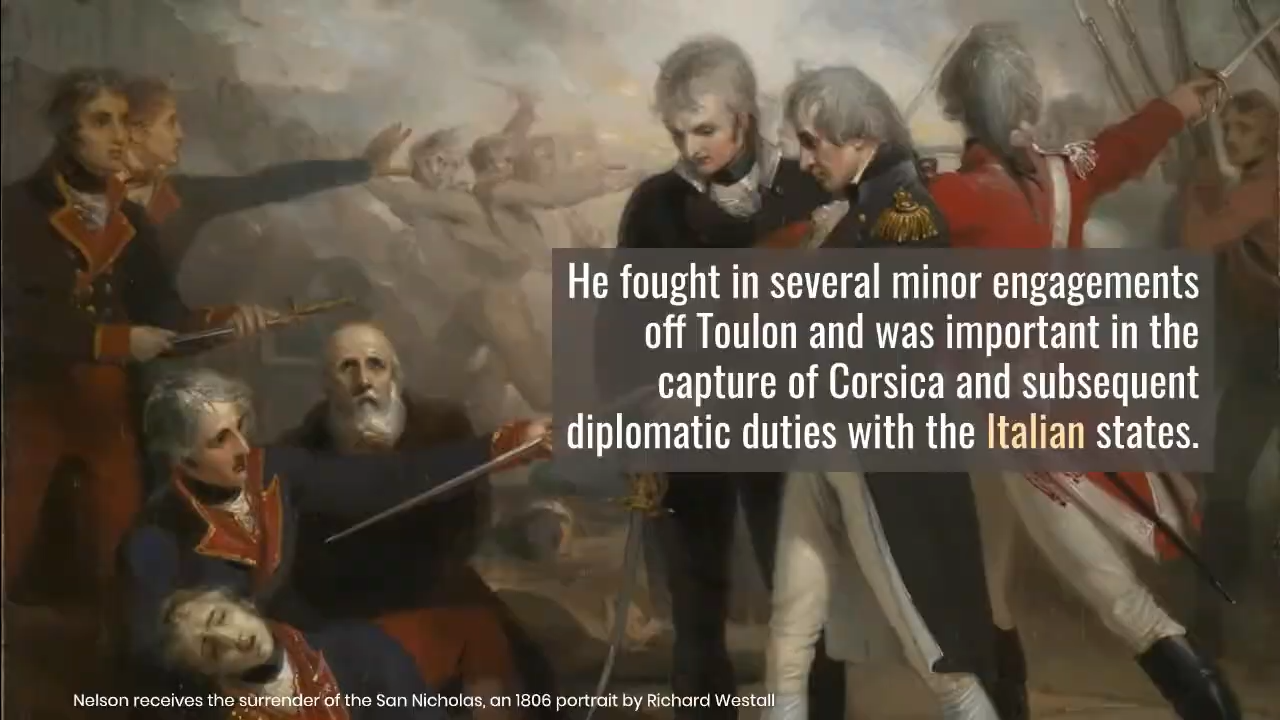 He fought in several minor engagements
off Toulon and was important in the
capture of Corsica and subsequent
diplomatic duties with the Italian states.
Nelson receives the surrender of the San Nicholas, an 1806 portrait by Richard Westall